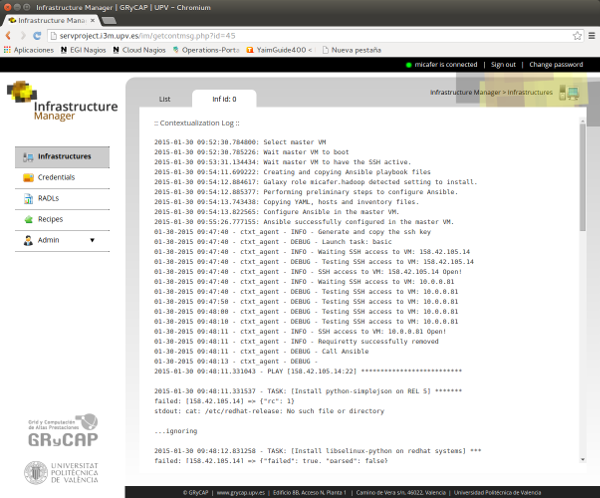 Infrastructure Manager | GRyCAP | UPV - Chromium
Infrastructure Mana
servproject.i3m.upv.es/im/getcontmsg.php?id=45
Aplicaciones
EGI Nagios
Cloud Nagios
Operations-Porta
YaimGuide400 <
Nueva pestaña
micafer is connected | Sign out | Change password
Infrastructure
Manager
List
Inf Id: 0
Infrastructure Manager > Infrastructures
Infrastructures
Credentials
RADLs
Recipes
Admin
:: Contextualization Log ::
2015-01-30 09:52:30.784800: Select master VM
2015-01-30 09:52:30.785226: Wait master VM to boot
2015-01-30 09:53:31.134434: Wait master VM to have the SSH active.
2015-01-30 09:54:11.699222: Creating and copying Ansible playbook files
2015-01-30 09:54:12.884617: Galaxy role micafer.hadoop detected setting to install.
2015-01-30 09:54:12.885377: Performing preliminary steps to configure Ansible.
2015-01-30 09:54:13.743438: Copying YAML, hosts and inventory files.
2015-01-30 09:54:13.822565: Configure Ansible in the master VM.
2015-01-30 09:55:26.777155: Ansible successfully configured in the master VM.
01-30-2015 09:47:40 - ctxt_agent - INFO - Generate and copy the ssh key
01-30-2015 09:47:40 - ctxt_agent - DEBUG - Launch task: basic
01-30-2015 09:47:40 - ctxt_agent - INFO - Waiting SSH access to VM: 158.42.105.14
01-30-2015 09:47:40 - ctxt_agent - DEBUG - Testing SSH access to VM: 158.42.105.14
01-30-2015 09:47:40 - ctxt_agent - INFO - SSH access to VM: 158.42.105.14 Open!
01-30-2015 09:47:40 - ctxt_agent - INFO - Waiting SSH access to VM: 10.0.0.81
01-30-2015 09:47:40 - ctxt_agent - DEBUG - Testing SSH access to VM: 10.0.0.81
01-30-2015 09:47:50 - ctxt_agent - DEBUG - Testing SSH access to VM: 10.0.0.81
01-30-2015 09:48:00 - ctxt_agent - DEBUG - Testing SSH access to VM: 10.0.0.81
01-30-2015 09:48:10 - ctxt_agent - DEBUG - Testing SSH access to VM: 10.0.0.81
01-30-2015 09:48:11 - ctxt_agent - INFO - SSH access to VM: 10.0.0.81 Open!
01-30-2015 09:48:11 - ctxt_agent - INFO - Requiretty successfully removed
01-30-2015 09:48:11 - ctxt_agent - DEBUG - Call Ansible
01-30-2015 09:48:13 - ctxt_agent - DEBUG -
2015-01-30 09:48:11.331043 - PLAY [158.42.105.14:22] **************************
2015-01-30 09:48:11.331537 - TASK: [Install python-simplejson on REL 5] *******
failed: [158.42.105.14] => {"rc": 1}
stdout: cat: /etc/redhat-release: No such file or directory
...ignoring
2015-01-30 09:48:12.831258 - TASK: [Install libselinux-python on redhat systems] ***
failed: [158.42.105.14] => {"failed": true, "parsed": false}
Grid y Computación
de Altas Prestaciones
GRyCAP
UNIVERSITAT
POLITÈCNICA
DE VALÈNCIA
© GRyCAP | www.grycap.upv.es | Edificio 8B, Acceso N, Planta 1 | Camino de Vera s/n, 46022, Valencia | Universitat Politècnica de València